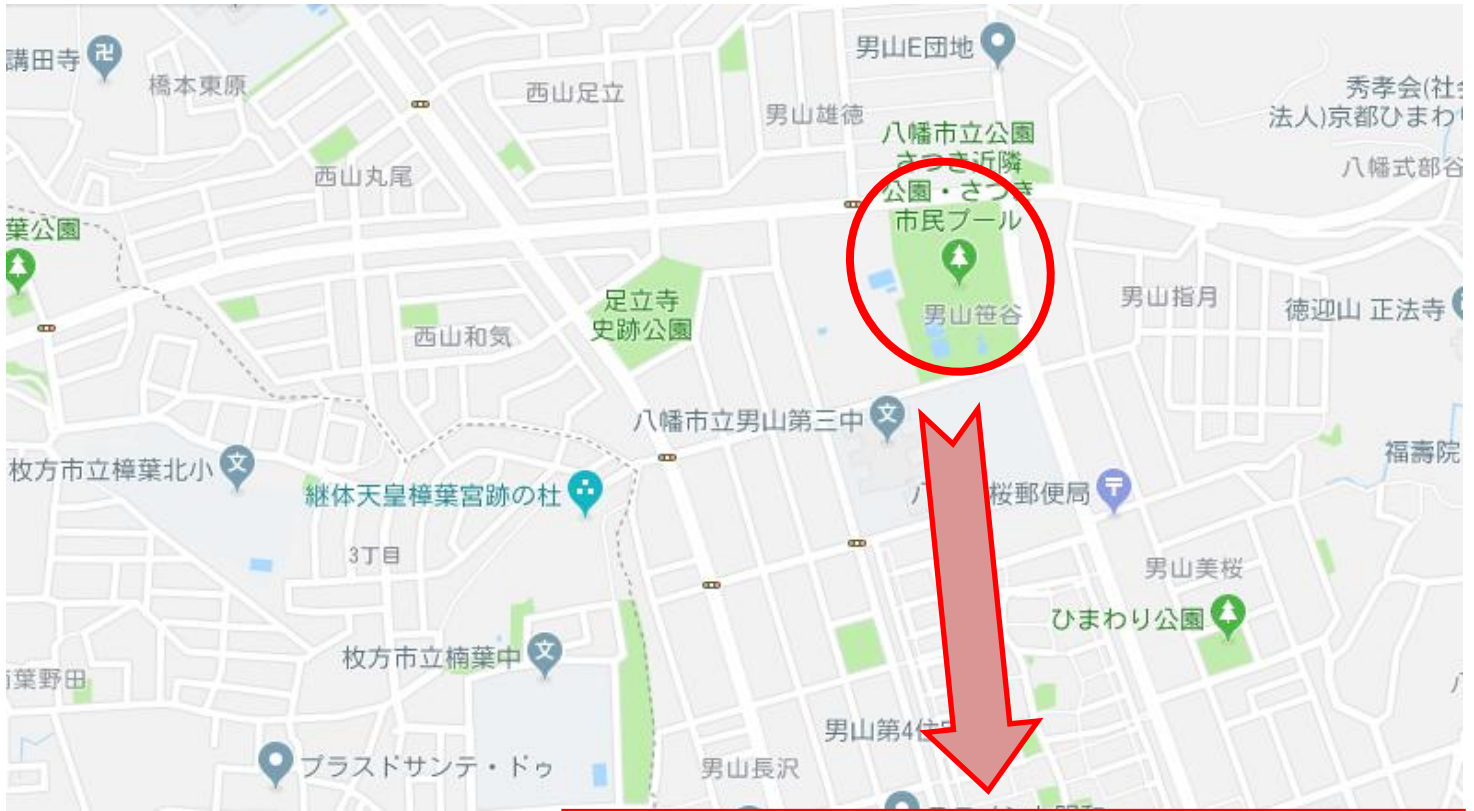 講田寺
橋本東原
西山足立
男山E団地
男山雄徳
秀孝会(社会
法人)京都ひまわり
八幡市立公園
さつき近隣
公園・さつき
市民プール
八幡式部谷
西山丸尾
葉公園
足立寺
史跡公園
西山和気
男山笹谷
男山指月
徳迎山 正法寺
八幡市立男山第三中
枚方市立樟葉北小
継体天皇樟葉宮跡の杜
桜郵便局
福壽院
3丁目
男山美桜
ひまわり公園
枚方市立楠葉中
葉野田
男山第4住
男山長沢
プラスドサンテ・ドゥ